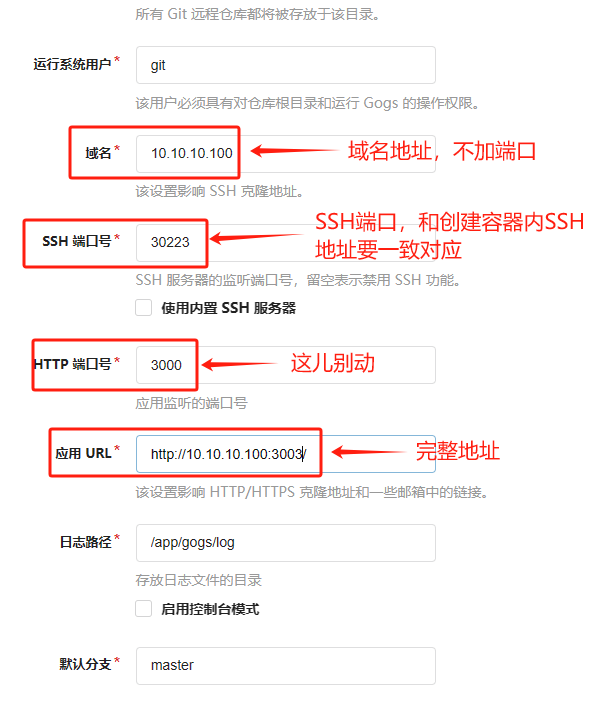 所有 Git 远程仓库都将被存放于该目录。
运行系统用户* git
该用户必须具有对仓库根目录和运行 Gogs 的操作权限。
域名* 10.10.10.100 域名地址，不加端口
该设置影响 SSH 克隆地址。
SSH端口，和创建容器内SSH
SSH 端口号* 30223 地址要一致对应
SSH 服务器的监听端口号，留空表示禁用 SSH 功能。
使用内置 SSH 服务器
HTTP 端口号* 3000 这儿别动
应用监听的端口号
应用 URL* http://10.10.10.100:3003/ 完整地址
该设置影响 HTTP/HTTPS 克隆地址和一些邮箱中的链接。
日志路径* /app/gogs/log
存放日志文件的目录
启用控制台模式
默认分支* master